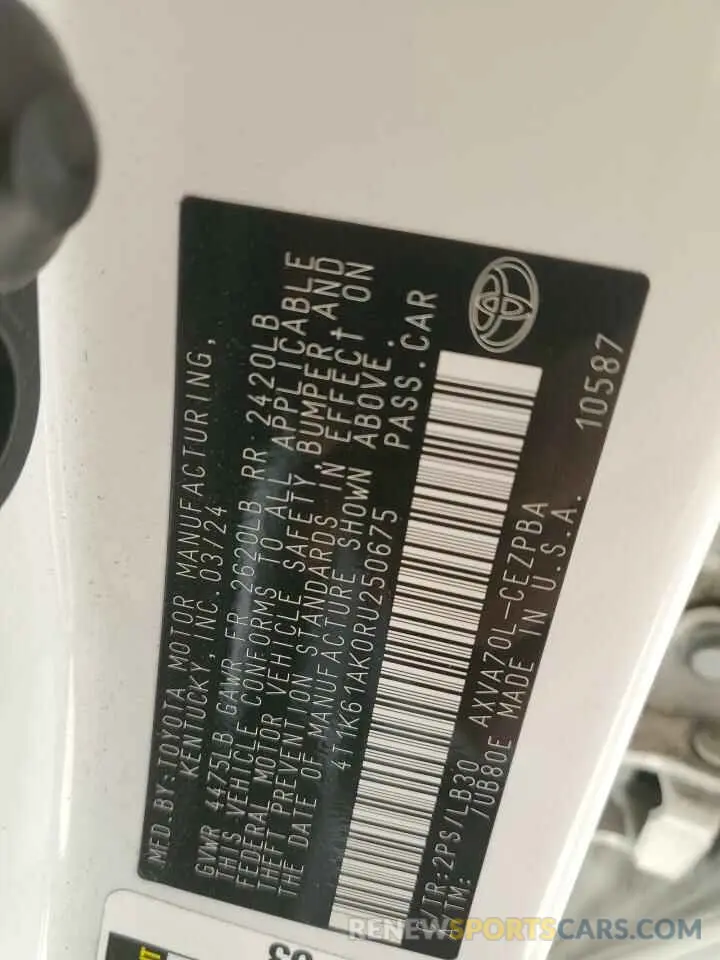 MFD.BY:TOYOTA MOTOR MANUFACTURING,
KENTUCKY,INC.03/24
GVWR 4475LB GAWR FR 2620LB RR 2420LB
THIS VEHICLE CONFORMS TO ALL APPLICABLE
FEDERAL MOTOR VEHICLE SAFETY,BUMPER AND
THEFT PREVENTION STANDARDS IN EFFECT ON
THE DATE OF MANUFACTURE SHOWN ABOVE.
4T1K61AK0RU250675 PASS.CAR
C/TR:2PS/LB30 AXVA70L-CEZPBA
A/TM: /UB80E MADE IN U.S.A. 10587
RENEWSPORTSCARS.COM